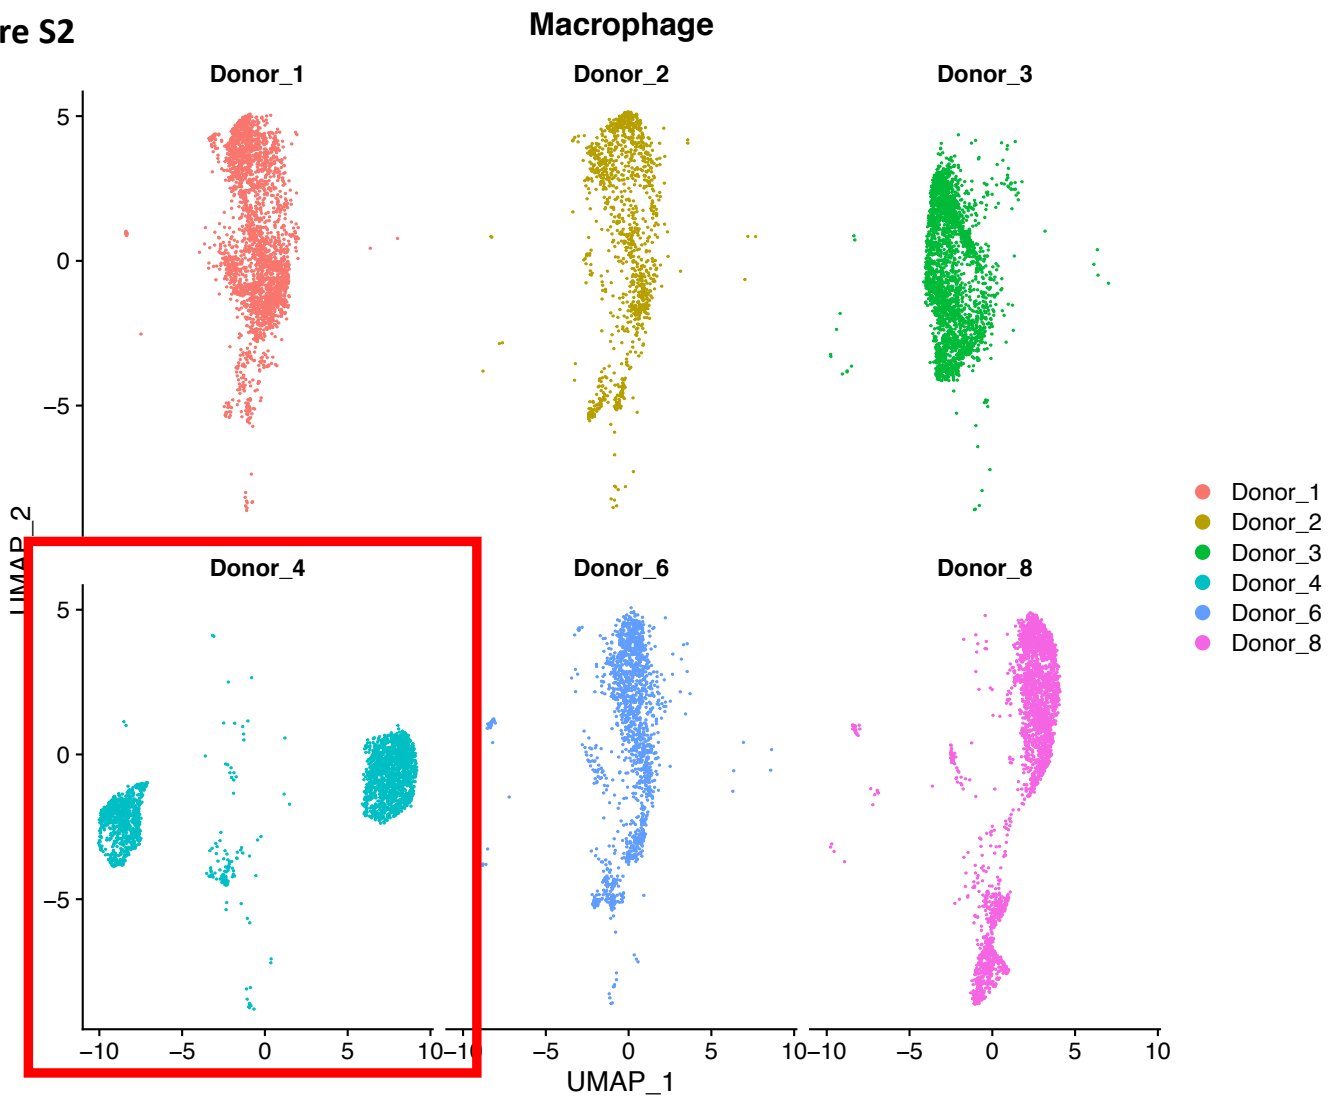 re S2
Macrophage
Donor_1 Donor_2 Donor_3
5
0
−5
UMAP_2
Donor_1
Donor_2
Donor_3
Donor_4
Donor_6
Donor_8
Donor_4 Donor_6 Donor_8
5
0
−5
−10 −5 0 5 10 −10 −5 0 5 10 −10 −5 0 5 10
UMAP_1